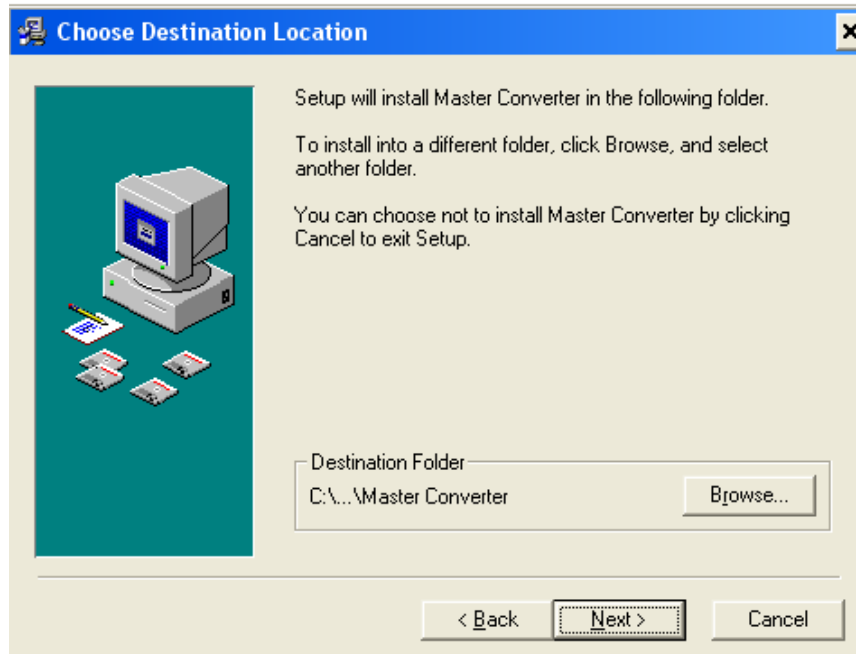 Choose Destination Location
Setup will install Master Converter in the following folder.
To install into a different folder, click Browse, and select
another folder.
You can choose not to install Master Converter by clicking
Cancel to exit Setup.
Destination Folder
C:\...\Master Converter
Browse...
< Back
Next >
Cancel